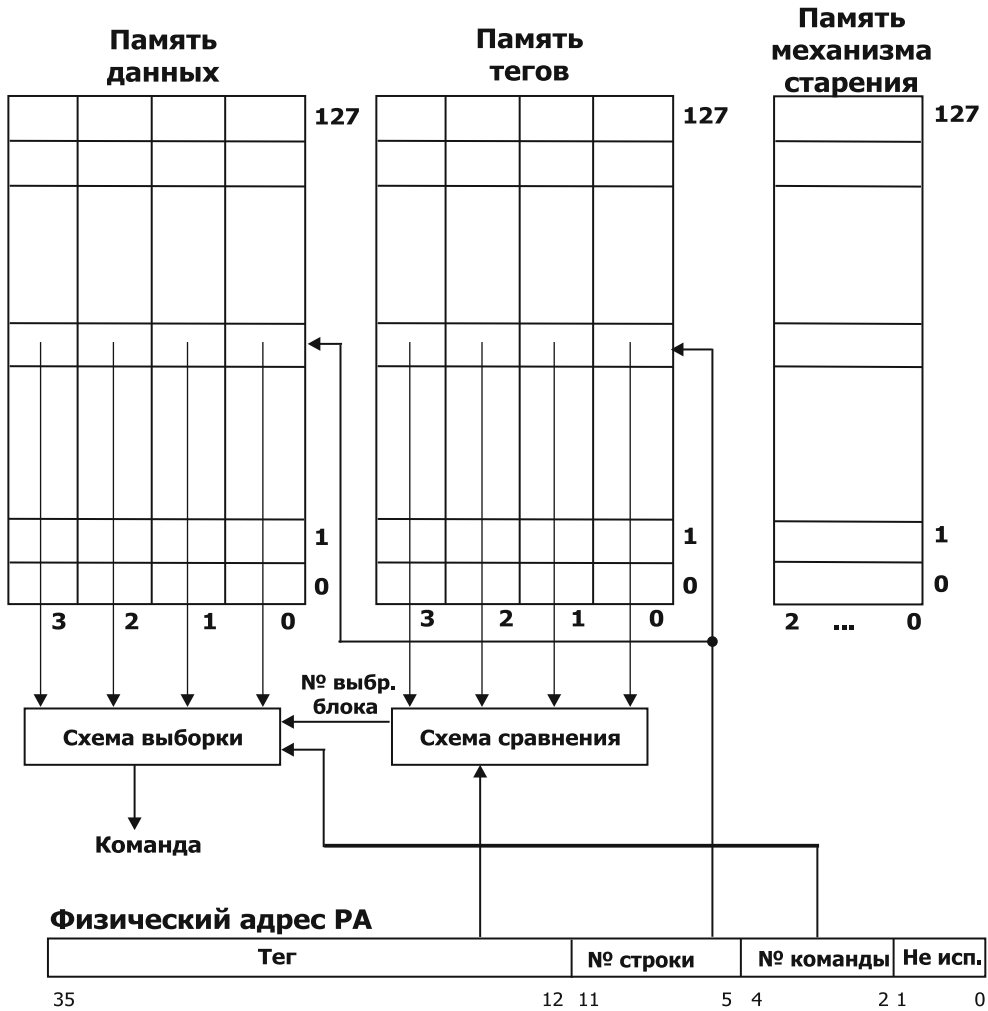 Память
данных
Память
тегов
Память
механизма
старения
127
127
127
1
0
1
0
1
0
3 2 1 0
3 2 1 0
2 ... 0
№ выбр.
блока
Схема выборки
Схема сравнения
Команда
Физический адрес PA
Тег
№ строки
№ команды
Не исп.
35 12 11 5 4 2 1 0